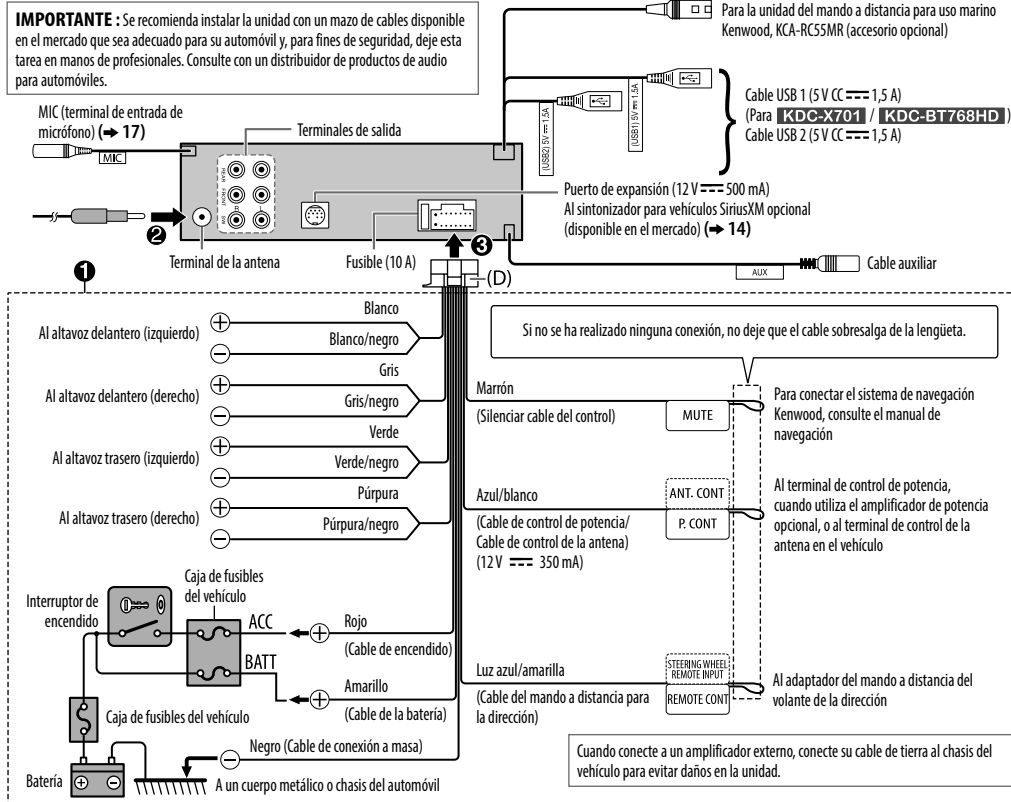 IMPORTANTE : Se recomienda instalar la unidad con un mazo de cables disponible
en el mercado que sea adecuado para su automóvil y, para fines de seguridad, deje esta
tarea en manos de profesionales. Consulte con un distribuidor de productos de audio
para automóviles.
Para la unidad del mando a distancia para uso marino
Kenwood, KCA-RC55MR (accesorio opcional)
(USB1) 5V ⎓ 1.5A
(USB2) 5V ⎓ 1.5A
Cable USB 1 (5 V CC ⎓ 1,5 A)
(Para KDC-X701 / KDC-BT768HD )
Cable USB 2 (5 V CC ⎓ 1,5 A)
MIC (terminal de entrada de
micrófono) (➜ 17)
MIC
Terminales de salida
REAR
FRONT
SW
R
L
Puerto de expansión (12 V ⎓ 500 mA)
Al sintonizador para vehículos SiriusXM opcional
(disponible en el mercado) (➜ 14)
❷
Terminal de la antena
Fusible (10 A)
❸
(D)
AUX
Cable auxiliar
❶
Al altavoz delantero (izquierdo)
+
Blanco
−
Blanco/negro
Al altavoz delantero (derecho)
+
Gris
−
Gris/negro
Al altavoz trasero (izquierdo)
+
Verde
−
Verde/negro
Al altavoz trasero (derecho)
+
Púrpura
−
Púrpura/negro
Si no se ha realizado ninguna conexión, no deje que el cable sobresalga de la lengüeta.
Marrón
(Silenciar cable del control)
MUTE
Para conectar el sistema de navegación
Kenwood, consulte el manual de
navegación
Azul/blanco
(Cable de control de potencia/
Cable de control de la antena)
(12 V ⎓ 350 mA)
ANT. CONT
P. CONT
Al terminal de control de potencia,
cuando utiliza el amplificador de potencia
opcional, o al terminal de control de la
antena en el vehículo
Luz azul/amarilla
(Cable del mando a distancia para
la dirección)
STEERING WHEEL
REMOTE INPUT
REMOTE CONT
Al adaptador del mando a distancia del
volante de la dirección
Interruptor de
encendido
Caja de fusibles
del vehículo
ACC
+
Rojo
(Cable de encendido)
BATT
+
Amarillo
(Cable de la batería)
Caja de fusibles del vehículo
−
Negro (Cable de conexión a masa)
Batería
+
−
A un cuerpo metálico o chasis del automóvil
Cuando conecte a un amplificador externo, conecte su cable de tierra al chasis del
vehículo para evitar daños en la unidad.